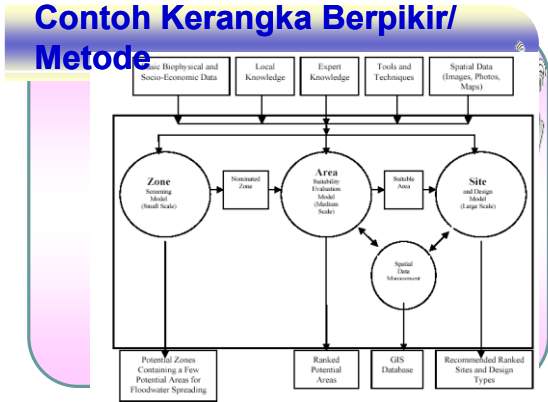 Contoh Kerangka Berpikir/
Metode
Biophysical and
Socio-Economic Data
Local
Knowledge
Expert
Knowledge
Tools and
Techniques
Spatial Data
(Images, Photos,
Maps)
Zone
Screening
Model
(Small Scale)
Nominated
Zone
Area
Suitability
Evaluation
Model
(Medium
Scale)
Suitable
Area
Site
and Design
Model
(Large Scale)
Spatial
Data
Management
Potential Zones
Containing a Few
Potential Areas for
Floodwater Spreading
Ranked
Potential
Areas
GIS
Database
Recommended Ranked
Sites and Design
Types